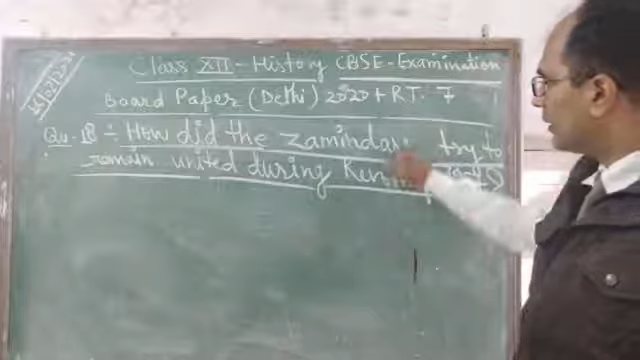 Class XII - History CBSE - Examination
Board Paper (Delhi) 2020 + RT. 7
Qu. 8 :- How did the zamindars try to
remain united during